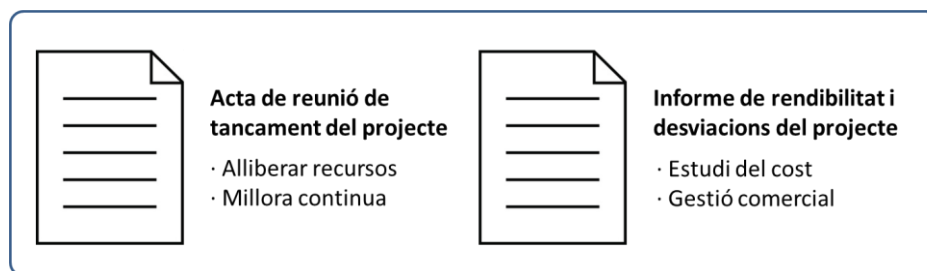 Acta de reunió de
tancament del projecte
· Alliberar recursos
· Millora continua
Informe de rendibilitat i
desviacions del projecte
· Estudi del cost
· Gestió comercial